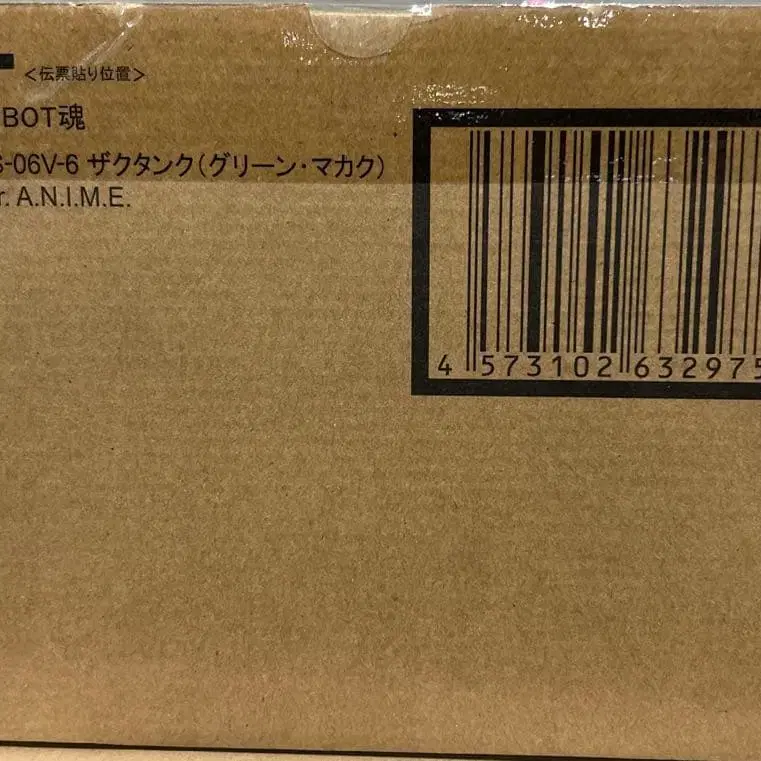 <伝票貼り位置>
BOT魂
S-06V-6 ザクタンク(グリーン・マカク)
r. A.N.I.M.E.
4 573102 632975